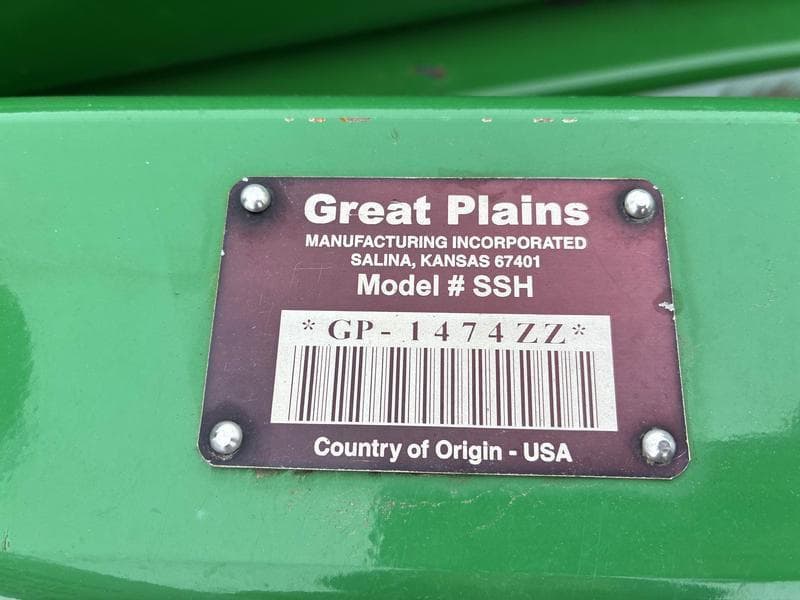 Great Plains
MANUFACTURING INCORPORATED
SALINA, KANSAS 67401
Model # SSH
*GP-1474ZZ*
Country of Origin - USA